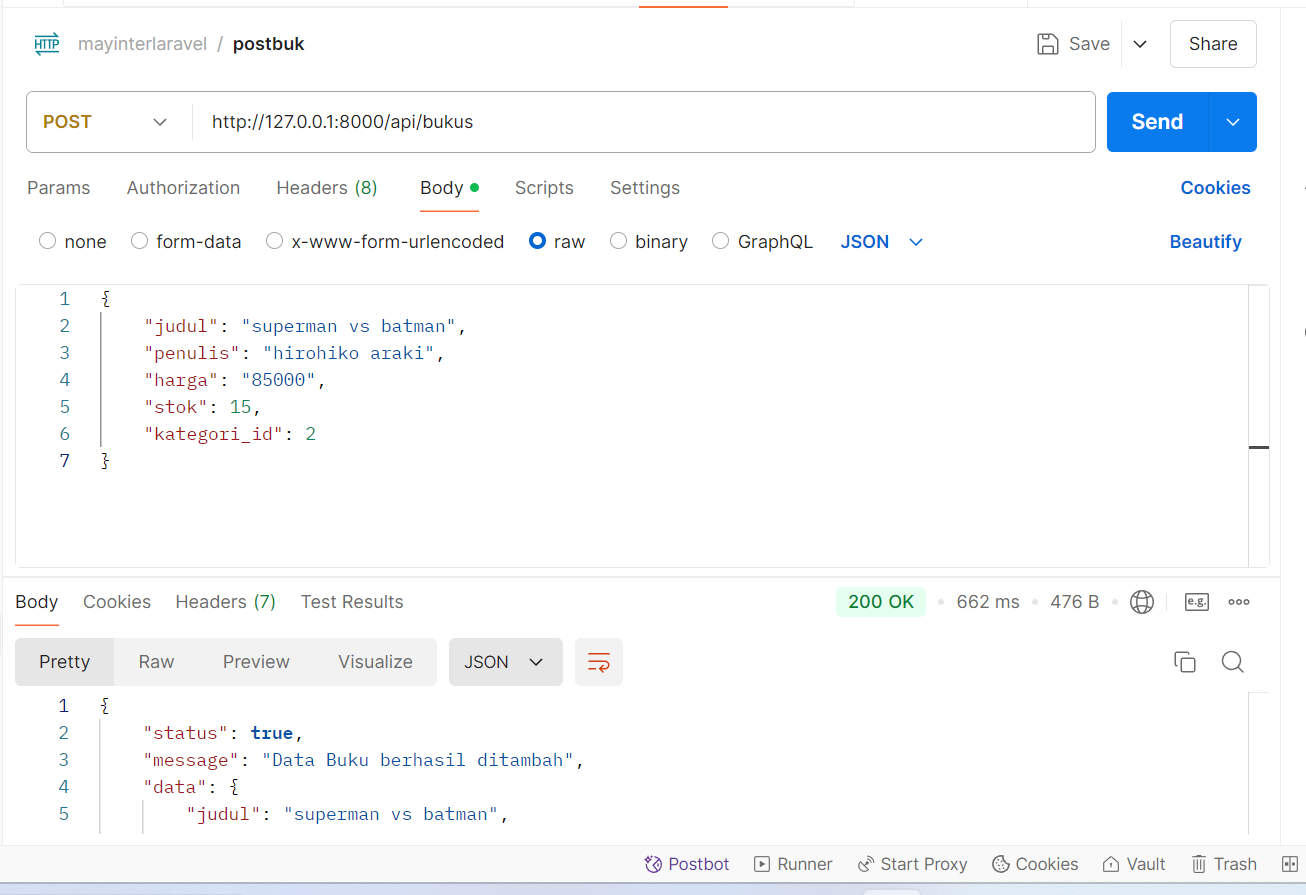 HTTP mayinterlaravel / postbuk Save Share
POST http://127.0.0.1:8000/api/bukus Send
Params Authorization Headers (8) Body Scripts Settings Cookies
none form-data x-www-form-urlencoded raw binary GraphQL JSON Beautify
1 {
2 "judul": "superman vs batman",
3 "penulis": "hirohiko araki",
4 "harga": "85000",
5 "stok": 15,
6 "kategori_id": 2
7 }
Body Cookies Headers (7) Test Results 200 OK 662 ms 476 B e.g.
Pretty Raw Preview Visualize JSON
1 {
2 "status": true,
3 "message": "Data Buku berhasil ditambah",
4 "data": {
5 "judul": "superman vs batman",
Postbot Runner Start Proxy Cookies Vault Trash